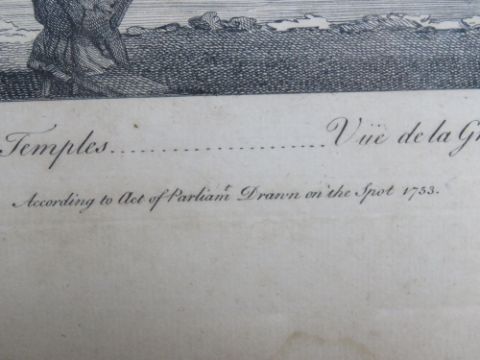 Temples.......................Vüe de la G
According to Act of Parliamt. Drawn on the Spot 1753.